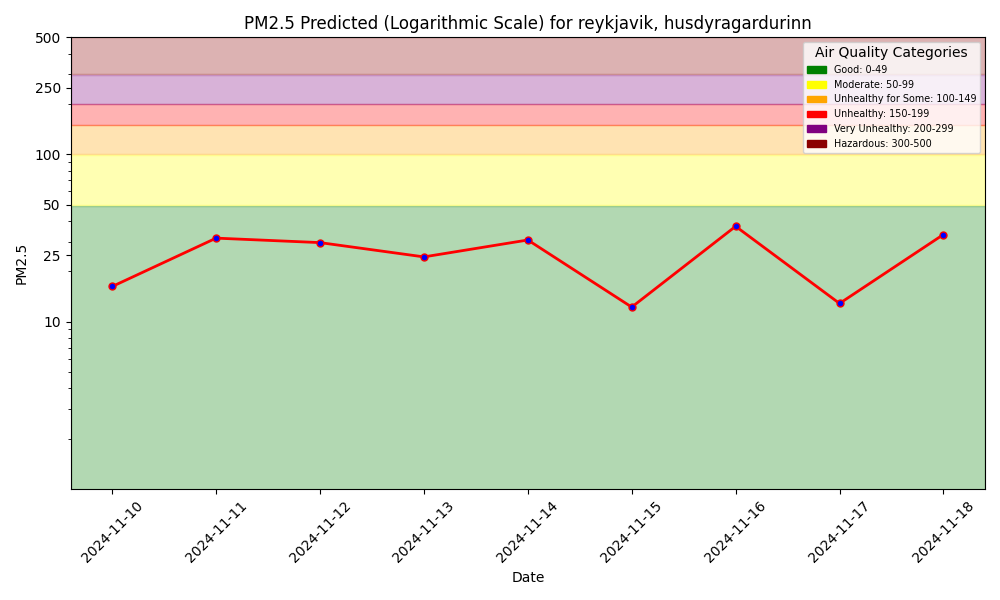 PM2.5 Predicted (Logarithmic Scale) for reykjavik, husdyragardurinn
Air Quality Categories
Good: 0-49
Moderate: 50-99
Unhealthy for Some: 100-149
Unhealthy: 150-199
Very Unhealthy: 200-299
Hazardous: 300-500
500
250
100
50
25
10
PM2.5
2024-11-10
2024-11-11
2024-11-12
2024-11-13
2024-11-14
2024-11-15
2024-11-16
2024-11-17
2024-11-18
Date